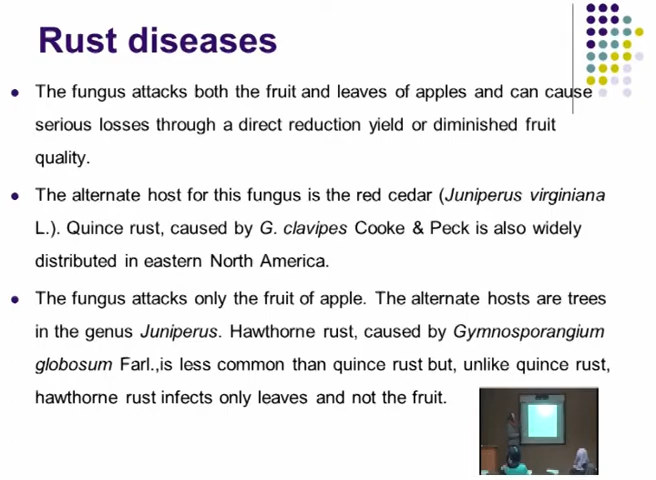 Rust diseases
The fungus attacks both the fruit and leaves of apples and can cause
serious losses through a direct reduction yield or diminished fruit
quality.
The alternate host for this fungus is the red cedar (Juniperus virginiana
L.). Quince rust, caused by G. clavipes Cooke & Peck is also widely
distributed in eastern North America.
The fungus attacks only the fruit of apple. The alternate hosts are trees
in the genus Juniperus. Hawthorne rust, caused by Gymnosporangium
globosum Farl.,is less common than quince rust but, unlike quince rust,
hawthorne rust infects only leaves and not the fruit.